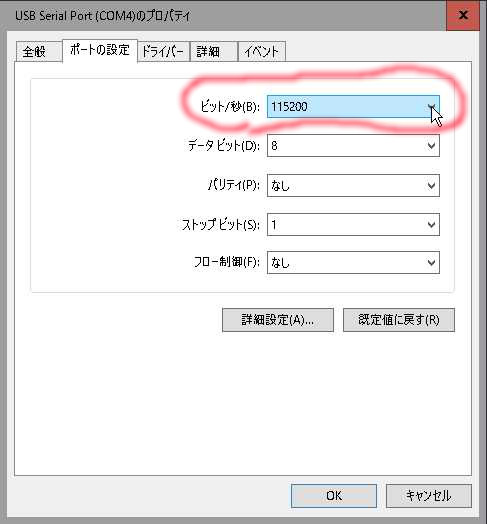 USB Serial Port (COM4)のプロパティ
全般 ポートの設定 ドライバー 詳細 イベント
ビット/秒(B): 115200
データ ビット(D): 8
パリティ(P): なし
ストップ ビット(S): 1
フロー制御(F): なし
詳細設定(A)... 既定値に戻す(R)
OK キャンセル